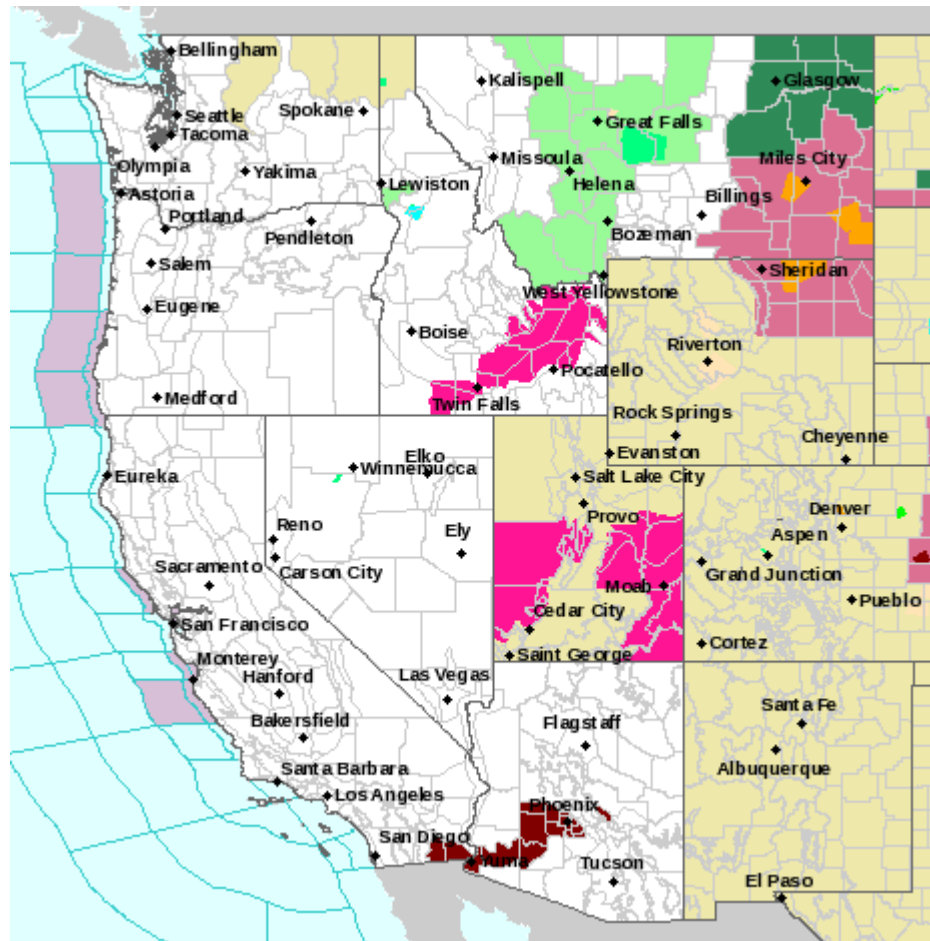 Bellingham
Kalispell
Glasgow
Spokane
Seattle
Great Falls
Tacoma
Olympia
Missoula
Miles City
Yakima
Helena
Astoria
Lewiston
Billings
Portland
Pendleton
Bozeman
Salem
Sheridan
West Yellowstone
Eugene
Boise
Riverton
Pocatello
Medford
Twin Falls
Rock Springs
Cheyenne
Elko
Evanston
Eureka
Winnemucca
Salt Lake City
Provo
Denver
Reno
Ely
Aspen
Sacramento
Carson City
Grand Junction
Moab
Pueblo
San Francisco
Cedar City
Cortez
Monterey
Saint George
Hanford
Las Vegas
Santa Fe
Bakersfield
Flagstaff
Albuquerque
Santa Barbara
Los Angeles
Phoenix
San Diego
Yuma
Tucson
El Paso